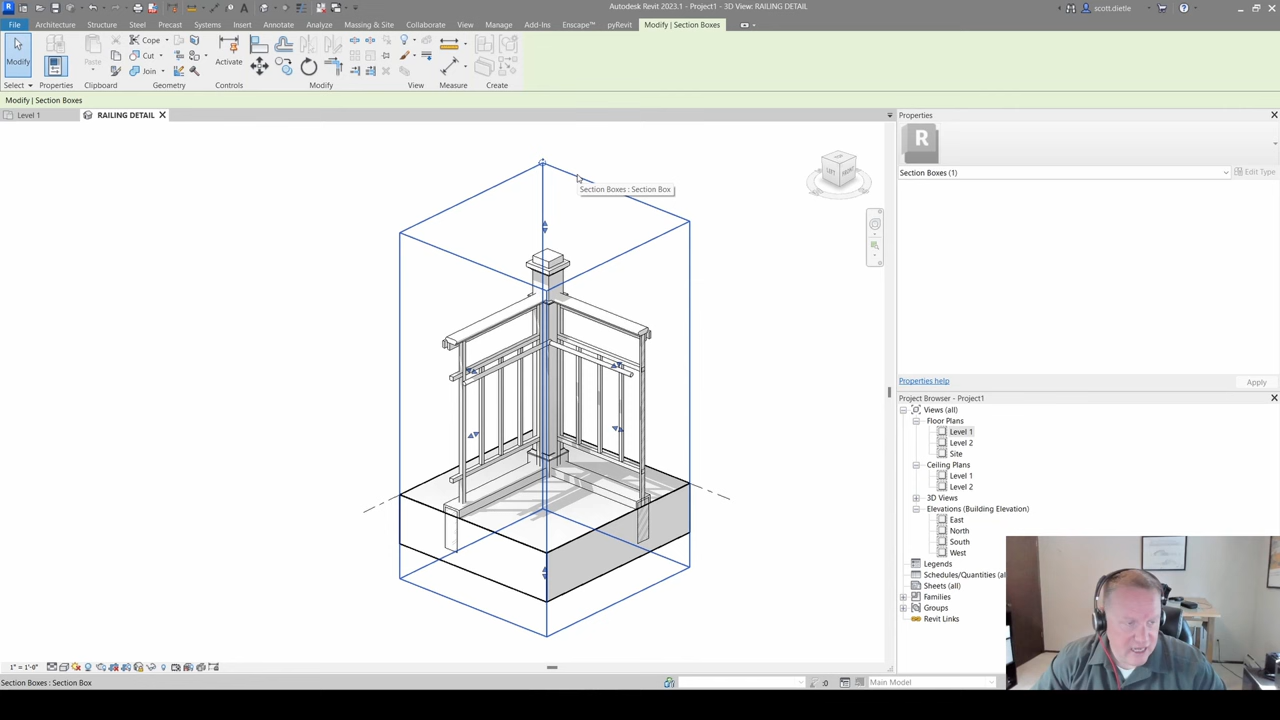 Autodesk Revit 2023.1 - Project1 - 3D View: RAILING DETAIL
scott.dietle
File Architecture Structure Steel Precast Systems Insert Annotate Analyze Massing & Site Collaborate View Manage Add-Ins Enscape™ pyRevit Modify | Section Boxes
Cope
Cut
Join
Modify
Paste
Activate
Select Properties Clipboard Geometry Controls Modify View Measure Create
Modify | Section Boxes
Level 1
RAILING DETAIL
Section Boxes : Section Box
TOP
LEFT
FRONT
Properties
R
Section Boxes (1)
Edit Type
Properties help
Apply
Project Browser - Project1
Views (all)
Floor Plans
Level 1
Level 2
Site
Ceiling Plans
Level 1
Level 2
3D Views
Elevations (Building Elevation)
East
North
South
West
Legends
Schedules/Quantities (al
Sheets (all)
Families
Groups
Revit Links
1" = 1'-0"
Section Boxes : Section Box
:0
Main Model